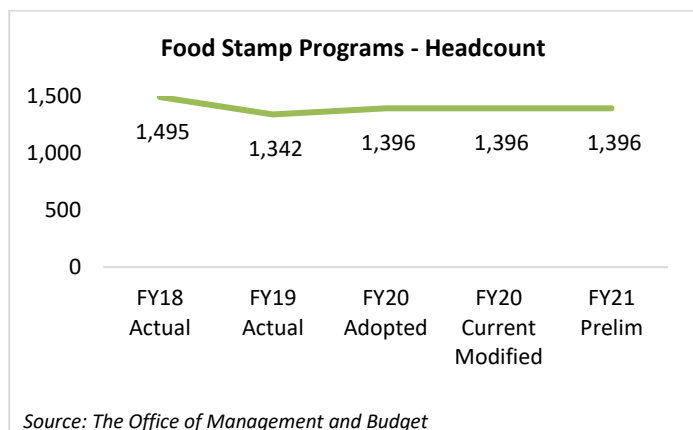 Food Stamp Programs - Headcount
1,500
1,000
500
0
1,495
1,342
1,396
1,396
1,396
FY18 Actual
FY19 Actual
FY20 Adopted
FY20 Current Modified
FY21 Prelim
Source: The Office of Management and Budget